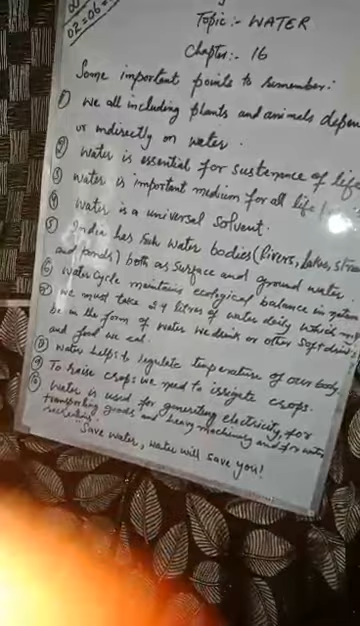 02=06=
Topic:- WATER
Chapter:- 16
Some important points to remember:
① We all including plants and animals depen
or indirectly on water.
② Water is essential for sustenance of life
③ Water is important medium for all life
④ Water is a universal solvent.
⑤ India has rich water bodies (Rivers, lakes, stre
and ponds) both as surface and ground water.
⑥ Water cycle maintains ecological balance in nature
⑦ We must take 3-4 litres of water daily which may
be in the form of water we drink or other soft drinks
and food we eat.
⑧ Water helps to regulate temperature of our body.
⑨ To raise crops we need to irrigate crops.
⑩ Water is used for generating electricity, for
transporting goods and heavy machinery and for water
recreation
"Save water, water will save you!